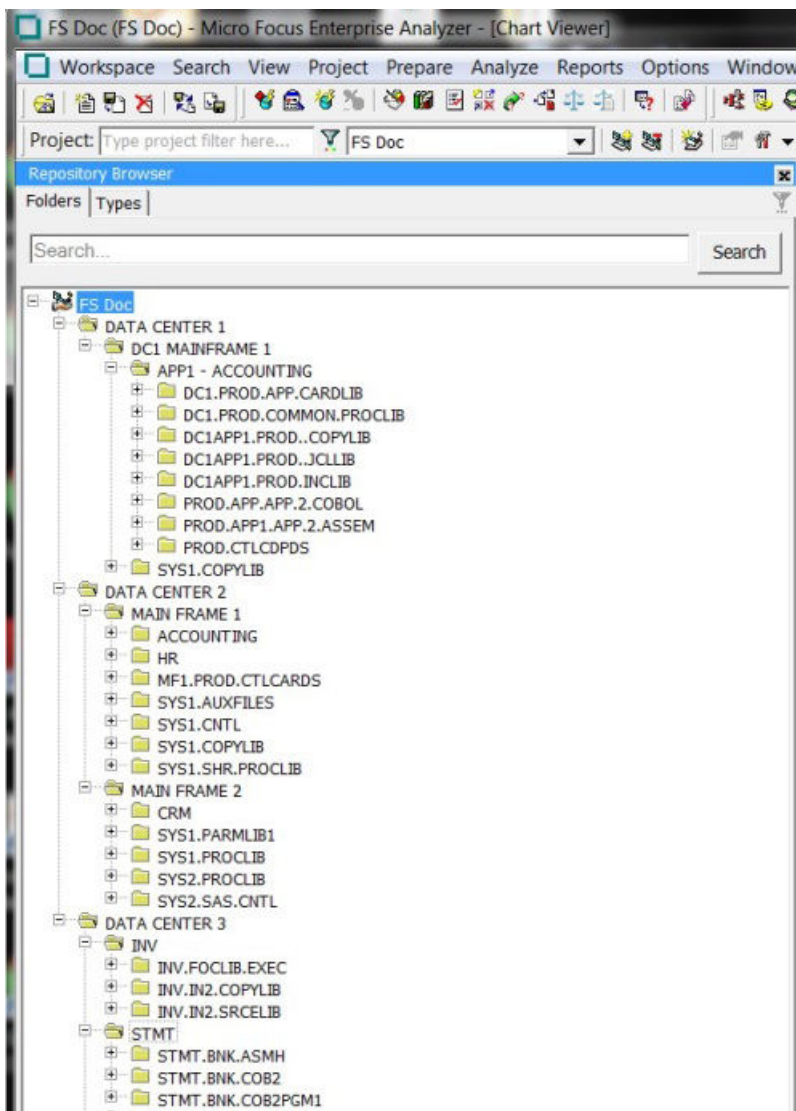 FS Doc (FS Doc) - Micro Focus Enterprise Analyzer - [Chart Viewer]
Workspace Search View Project Prepare Analyze Reports Options Window
Project: Type project filter here... FS Doc
Repository Browser
Folders Types
Search... Search
FS Doc
DATA CENTER 1
DC1 MAINFRAME 1
APP1 - ACCOUNTING
DC1.PROD.APP.CARDLIB
DC1.PROD.COMMON.PROCLIB
DC1APP1.PROD..COPYLIB
DC1APP1.PROD..JCLLIB
DC1APP1.PROD.INCLIB
PROD.APP.APP.2.COBOL
PROD.APP1.APP.2.ASSEM
PROD.CTLCDPDS
SYS1.COPYLIB
DATA CENTER 2
MAIN FRAME 1
ACCOUNTING
HR
MF1.PROD.CTLCARDS
SYS1.AUXFILES
SYS1.CNTL
SYS1.COPYLIB
SYS1.SHR.PROCLIB
MAIN FRAME 2
CRM
SYS1.PARMLIB1
SYS1.PROCLIB
SYS2.PROCLIB
SYS2.SAS.CNTL
DATA CENTER 3
INV
INV.FOCLIB.EXEC
INV.IN2.COPYLIB
INV.IN2.SRCELIB
STMT
STMT.BNK.ASMH
STMT.BNK.COB2
STMT.BNK.COB2PGM1